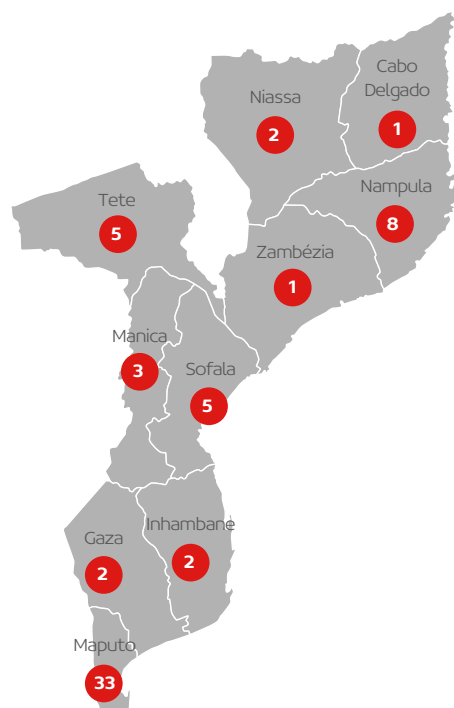 Cabo
Delgado
1
Niassa
2
Nampula
8
Tete
5
Zambézia
1
Manica
3
Sofala
5
Inhambane
2
Gaza
2
Maputo
33